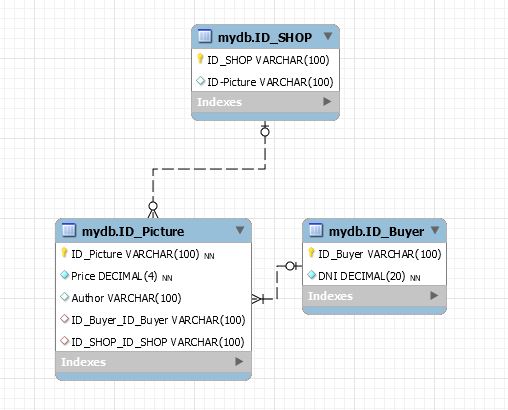 mydb.ID_SHOP
ID_SHOP VARCHAR(100)
ID-Picture VARCHAR(100)
Indexes
mydb.ID_Picture
ID_Picture VARCHAR(100) NN
Price DECIMAL(4) NN
Author VARCHAR(100)
ID_Buyer_ID_Buyer VARCHAR(100)
ID_SHOP_ID_SHOP VARCHAR(100)
Indexes
mydb.ID_Buyer
ID_Buyer VARCHAR(100)
DNI DECIMAL(20) NN
Indexes